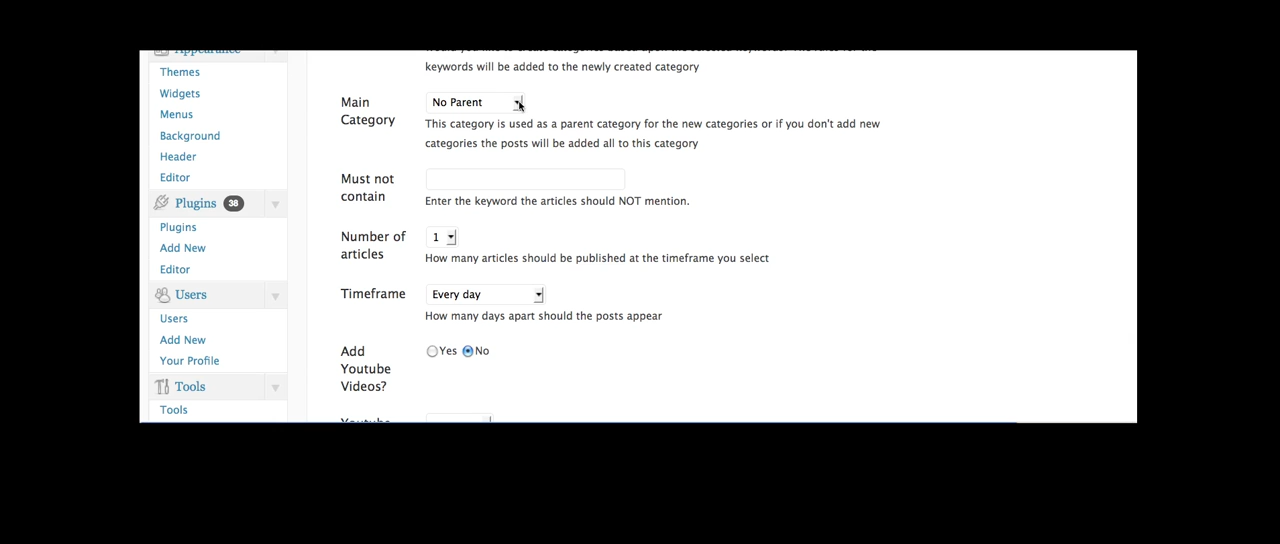 Appearance
Themes
Widgets
Menus
Background
Header
Editor
Plugins 38
Plugins
Add New
Editor
Users
Users
Add New
Your Profile
Tools
Tools
keywords will be added to the newly created category
Main
Category
No Parent
This category is used as a parent category for the new categories or if you don't add new
categories the posts will be added all to this category
Must not
contain
Enter the keyword the articles should NOT mention.
Number of
articles
1
How many articles should be published at the timeframe you select
Timeframe
Every day
How many days apart should the posts appear
Add
Youtube
Videos?
Yes No
Youtube